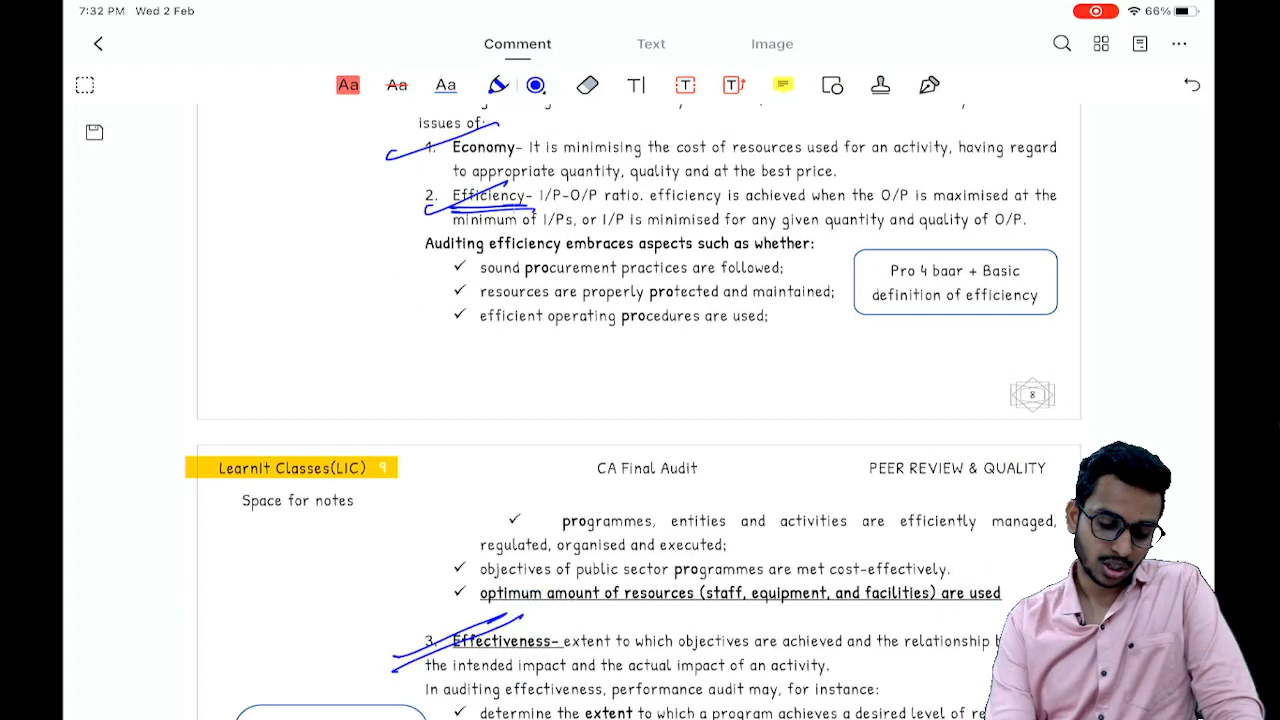 7:32 PM Wed 2 Feb
66%
Comment Text Image
Aa Aa Aa T T T
issues of:
1. Economy- It is minimising the cost of resources used for an activity, having regard
to appropriate quantity, quality and at the best price.
2. Efficiency- I/P-O/P ratio. efficiency is achieved when the O/P is maximised at the
minimum of I/Ps, or I/P is minimised for any given quantity and quality of O/P.
Auditing efficiency embraces aspects such as whether:
✓ sound procurement practices are followed;
✓ resources are properly protected and maintained;
✓ efficient operating procedures are used;
Pro 4 baar + Basic
definition of efficiency
8
LearnIt Classes(LIC) 9
CA Final Audit
PEER REVIEW & QUALITY
Space for notes
✓ programmes, entities and activities are efficiently managed,
regulated, organised and executed;
✓ objectives of public sector programmes are met cost-effectively.
✓ optimum amount of resources (staff, equipment, and facilities) are used
3. Effectiveness- extent to which objectives are achieved and the relationship
the intended impact and the actual impact of an activity.
In auditing effectiveness, performance audit may, for instance:
✓ determine the extent to which a program achieves a desired level of